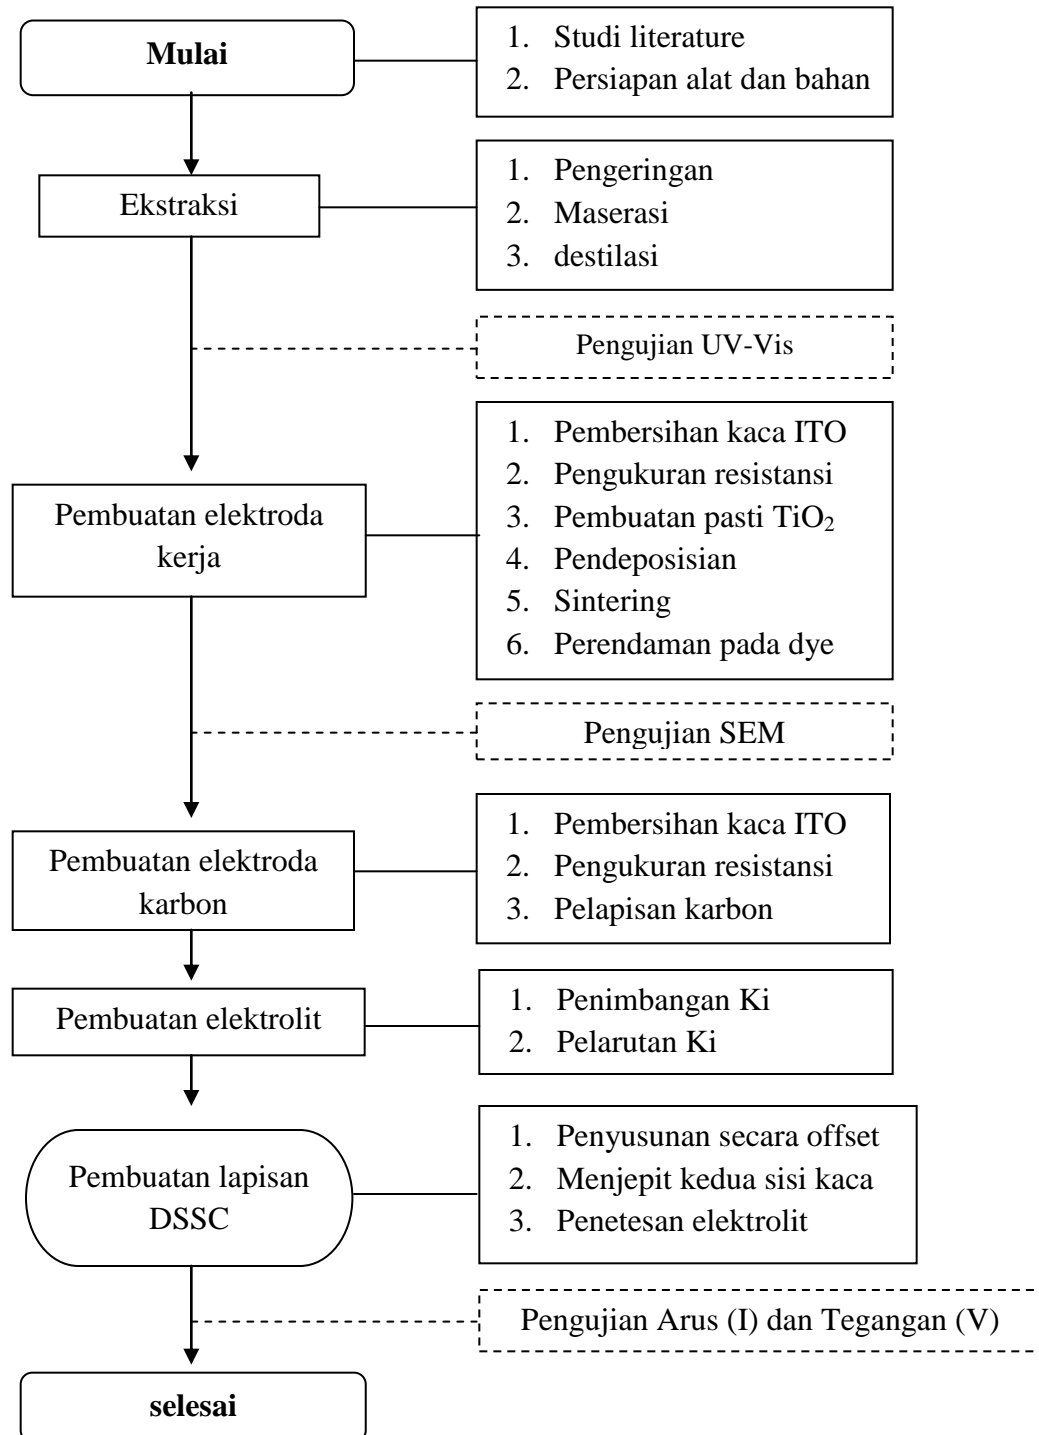 Mulai
1. Studi literature
2. Persiapan alat dan bahan
Ekstraksi
1. Pengeringan
2. Maserasi
3. destilasi
Pengujian UV-Vis
Pembuatan elektroda
kerja
1. Pembersihan kaca ITO
2. Pengukuran resistansi
3. Pembuatan pasti TiO₂
4. Pendeposisian
5. Sintering
6. Perendaman pada dye
Pengujian SEM
Pembuatan elektroda
karbon
1. Pembersihan kaca ITO
2. Pengukuran resistansi
3. Pelapisan karbon
Pembuatan elektrolit
1. Penimbangan Ki
2. Pelarutan Ki
Pembuatan lapisan
DSSC
1. Penyusunan secara offset
2. Menjepit kedua sisi kaca
3. Penetesan elektrolit
Pengujian Arus (I) dan Tegangan (V)
selesai